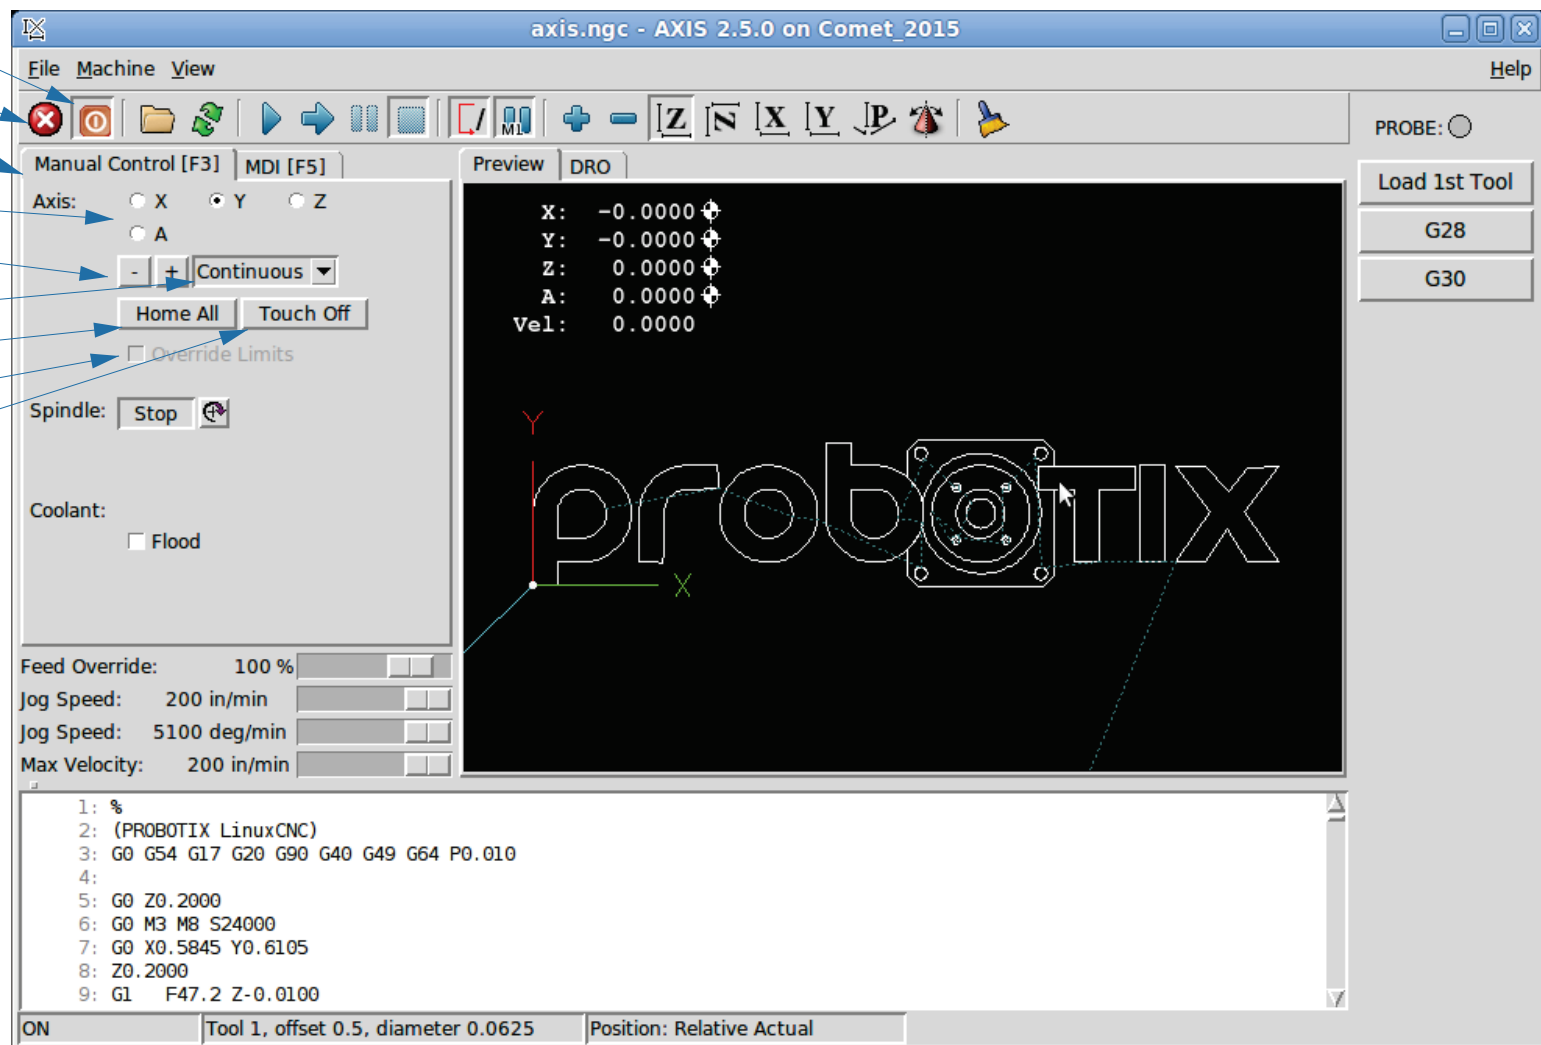 axis.ngc - AXIS 2.5.0 on Comet_2015
File Machine View Help
Z N X Y P
M1
PROBE:
Manual Control [F3] MDI [F5]
Preview DRO
Load 1st Tool
G28
G30
Axis: X Y Z
A
- + Continuous
Home All Touch Off
Override Limits
Spindle: Stop
Coolant:
Flood
X: -0.0000
Y: -0.0000
Z: 0.0000
A: 0.0000
Vel: 0.0000
Y
probotix
X
Feed Override: 100 %
Jog Speed: 200 in/min
Jog Speed: 5100 deg/min
Max Velocity: 200 in/min
1: %
2: (PROBOTIX LinuxCNC)
3: G0 G54 G17 G20 G90 G40 G49 G64 P0.010
4:
5: G0 Z0.2000
6: G0 M3 M8 S24000
7: G0 X0.5845 Y0.6105
8: Z0.2000
9: G1 F47.2 Z-0.0100
ON
Tool 1, offset 0.5, diameter 0.0625
Position: Relative Actual